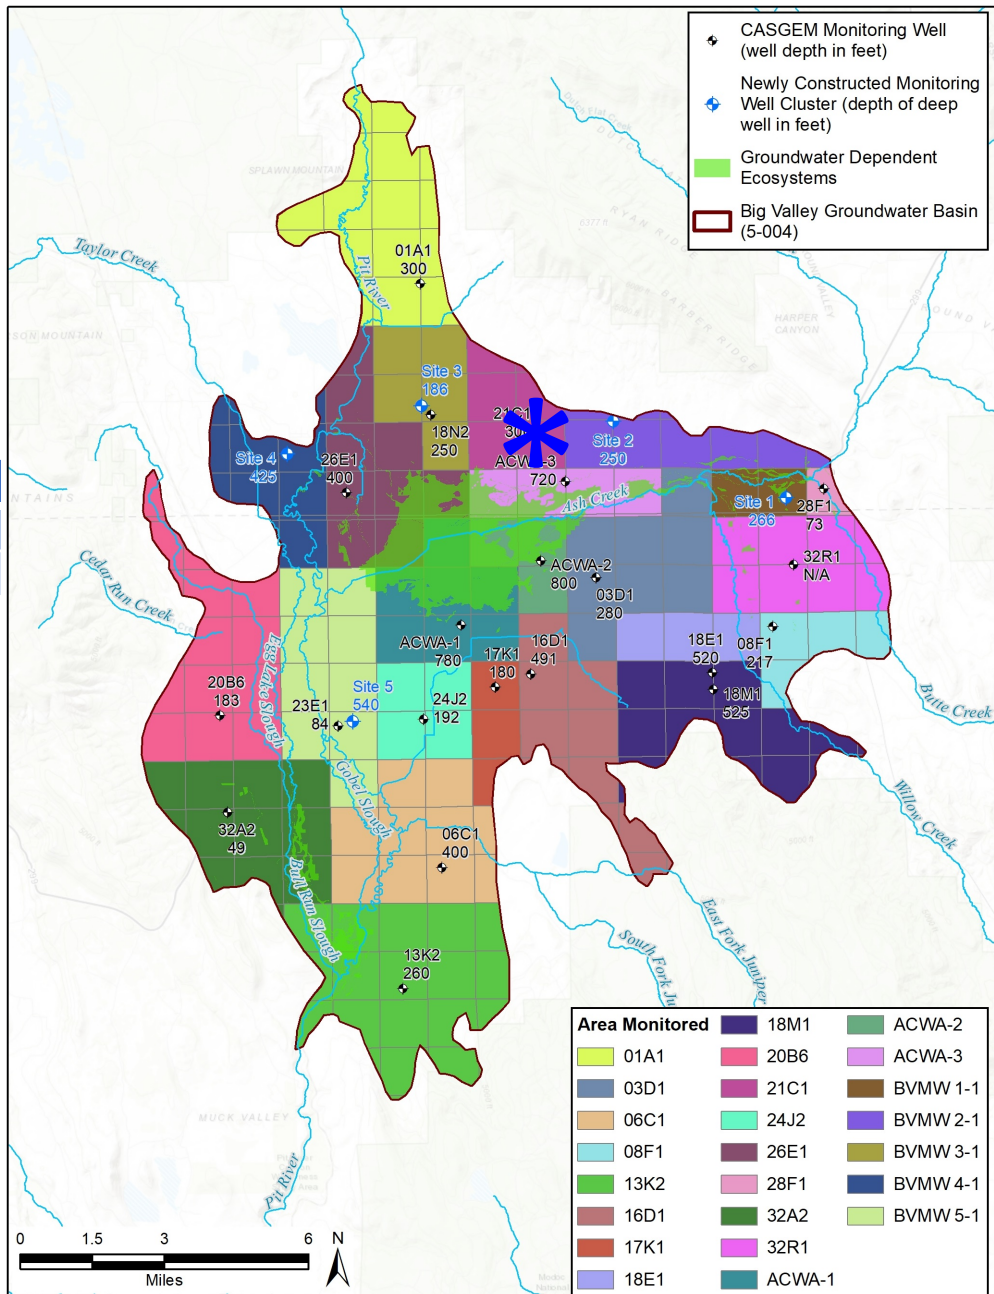 CASGEM Monitoring Well
(well depth in feet)
Newly Constructed Monitoring
Well Cluster (depth of deep
well in feet)
Groundwater Dependent
Ecosystems
Big Valley Groundwater Basin
(5-004)
SPLAWN MOUNTAIN
6377 ft
RYAN RIDGE
BARBER RIDGE
HARPER
CANYON
Taylor Creek
Pit River
01A1
300
Site 3
186
18N2
250
21C1
Site 2
250
Site 4
425
26E1
400
ACWA-3
720
Ash Creek
Site 1
266
28F1
73
32R1
N/A
ACWA-2
800
03D1
280
Cedar Run Creek
Egg Lake Slough
ACWA-1
780
16D1
491
17K1
180
18E1
520
08F1
217
18M1
525
Butte Creek
20B6
183
23E1
84
Site 5
540
24J2
192
Gobel Slough
Willow Creek
32A2
49
06C1
400
Bull Run Slough
East Fork Juniper
South Fork Ju
13K2
260
MUCK VALLEY
Pit River
0 1.5 3 6
Miles
N
Area Monitored
01A1
03D1
06C1
08F1
13K2
16D1
17K1
18E1
18M1
20B6
21C1
24J2
26E1
28F1
32A2
32R1
ACWA-1
ACWA-2
ACWA-3
BVMW 1-1
BVMW 2-1
BVMW 3-1
BVMW 4-1
BVMW 5-1